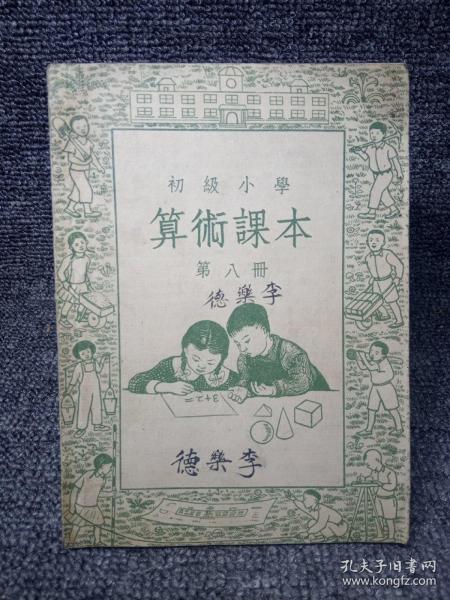 初級小學
算術課本
第八冊
德樂李
3+2=
德樂李
孔夫子旧书网
www.kongfz.com